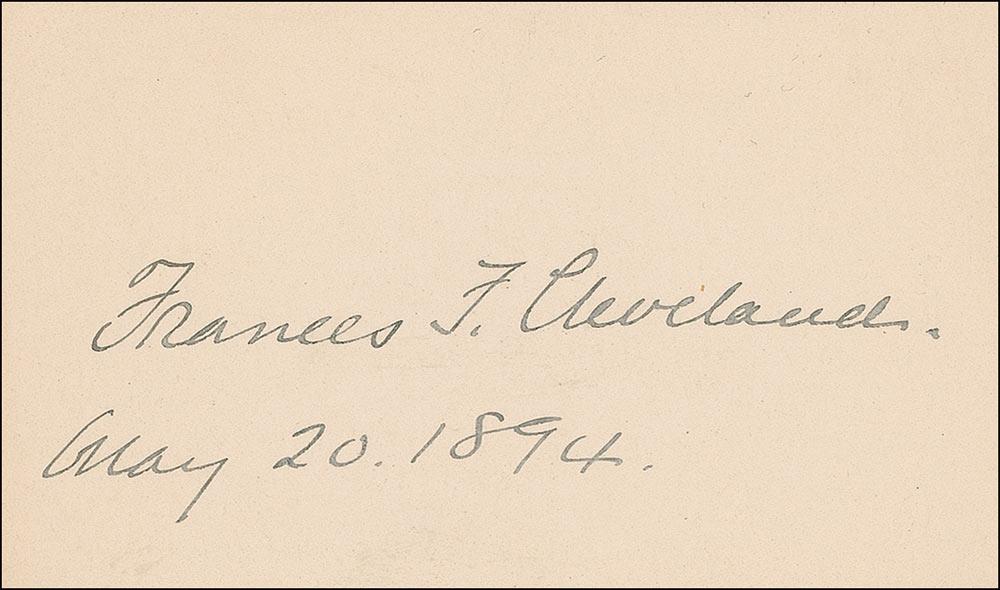 Frances F. Cleveland.
May 20. 1894.